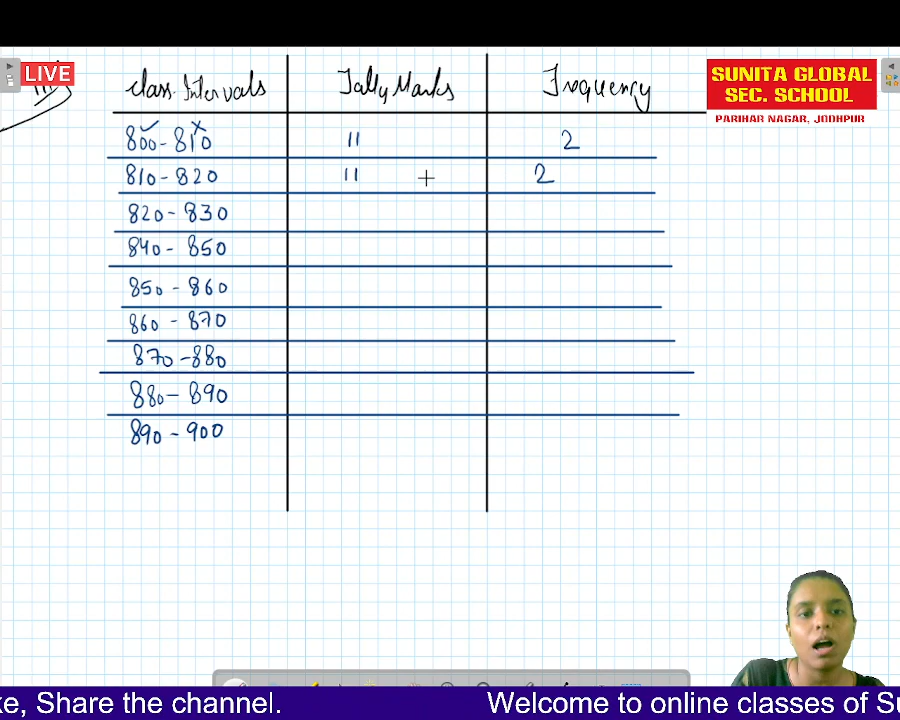 LIVE
SUNITA GLOBAL
SEC. SCHOOL
PARIHAR NAGAR, JODHPUR
Class Intervals Tally Marks Frequency
800 - 810 11 2
810 - 820 11 2
820 - 830
840 - 850
850 - 860
860 - 870
870 - 880
880 - 890
890 - 900
ke, Share the channel. Welcome to online classes of Su